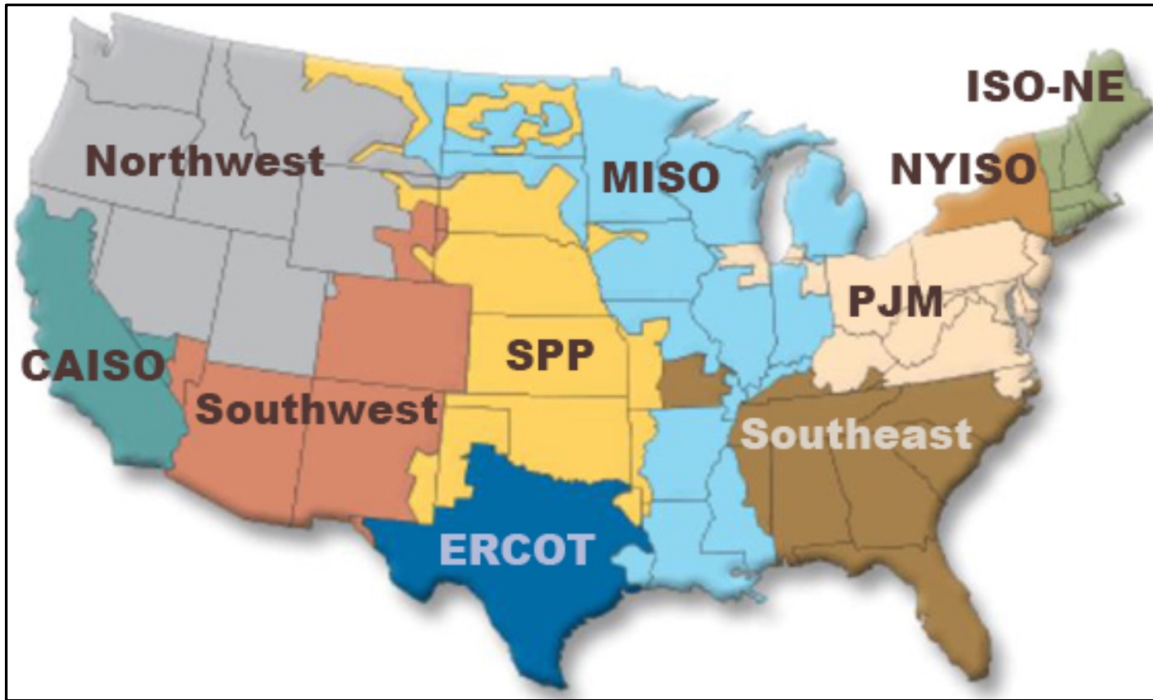 ISO-NE
Northwest
MISO
NYISO
PJM
CAISO
SPP
Southwest
Southeast
ERCOT